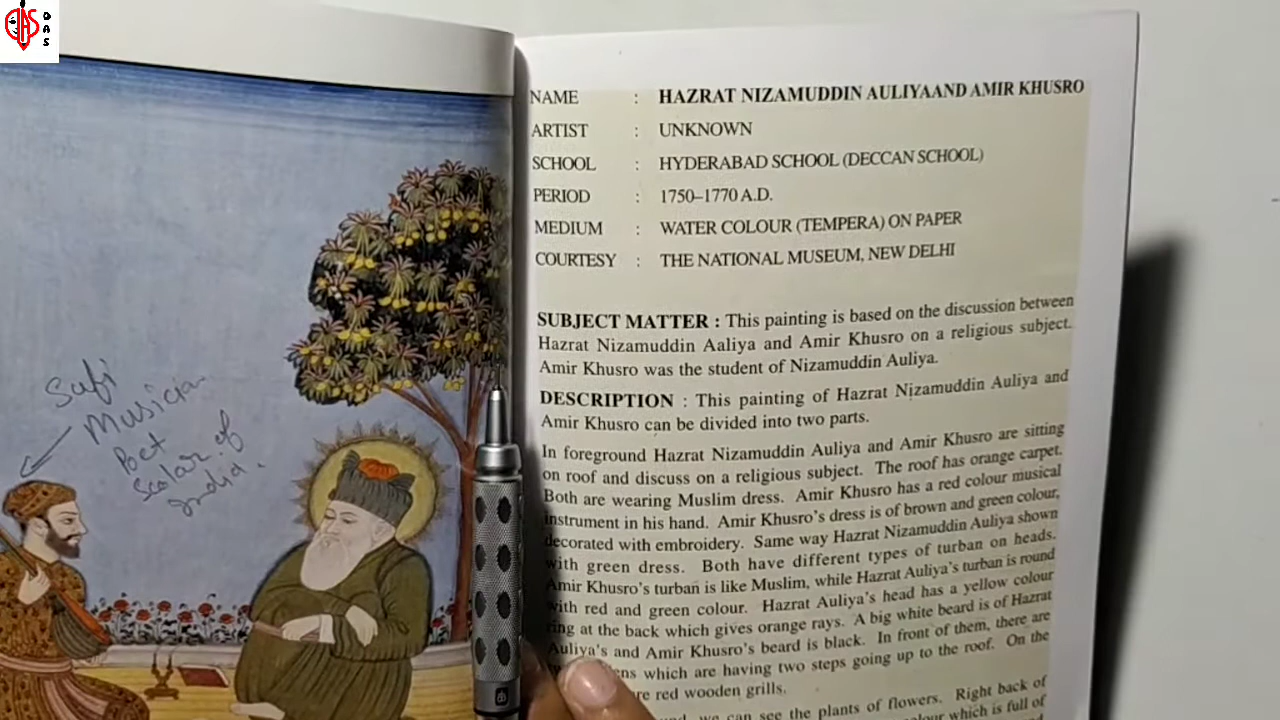 DAS
Sufi
Musician
Poet
Scalar of
India.
NAME : HAZRAT NIZAMUDDIN AULIYAAND AMIR KHUSRO
ARTIST : UNKNOWN
SCHOOL : HYDERABAD SCHOOL (DECCAN SCHOOL)
PERIOD : 1750–1770 A.D.
MEDIUM : WATER COLOUR (TEMPERA) ON PAPER
COURTESY : THE NATIONAL MUSEUM, NEW DELHI
SUBJECT MATTER : This painting is based on the discussion between
Hazrat Nizamuddin Aaliya and Amir Khusro on a religious subject.
Amir Khusro was the student of Nizamuddin Auliya.
DESCRIPTION : This painting of Hazrat Nizamuddin Auliya and
Amir Khusro can be divided into two parts.
In foreground Hazrat Nizamuddin Auliya and Amir Khusro are sitting
on roof and discuss on a religious subject. The roof has orange carpet.
Both are wearing Muslim dress. Amir Khusro has a red colour musical
instrument in his hand. Amir Khusro's dress is of brown and green colour,
decorated with embroidery. Same way Hazrat Nizamuddin Auliya shown
with green dress. Both have different types of turban on heads.
Amir Khusro's turban is like Muslim, while Hazrat Auliya's turban is round
with red and green colour. Hazrat Auliya's head has a yellow colour
ring at the back which gives orange rays. A big white beard is of Hazrat
Auliya's and Amir Khusro's beard is black. In front of them, there are
which are having two steps going up to the roof. On the
red wooden grills.
we can see the plants of flowers. Right back of
which is full of